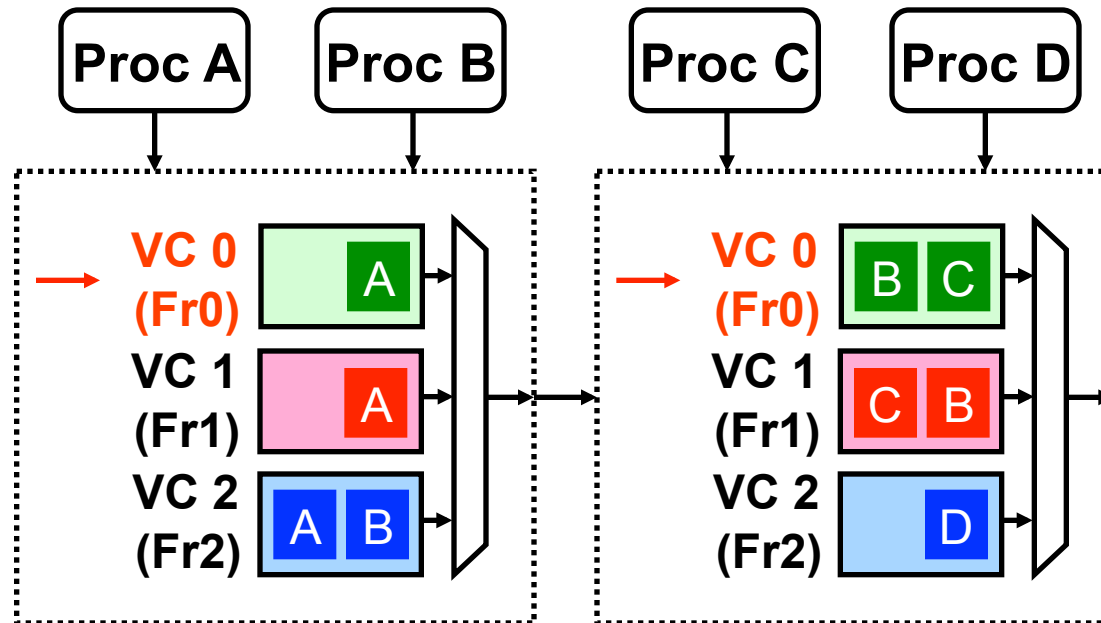 Proc A
Proc B
Proc C
Proc D
VC 0
(Fr0)
A
VC 1
(Fr1)
A
VC 2
(Fr2)
A B
VC 0
(Fr0)
B C
VC 1
(Fr1)
C B
VC 2
(Fr2)
D